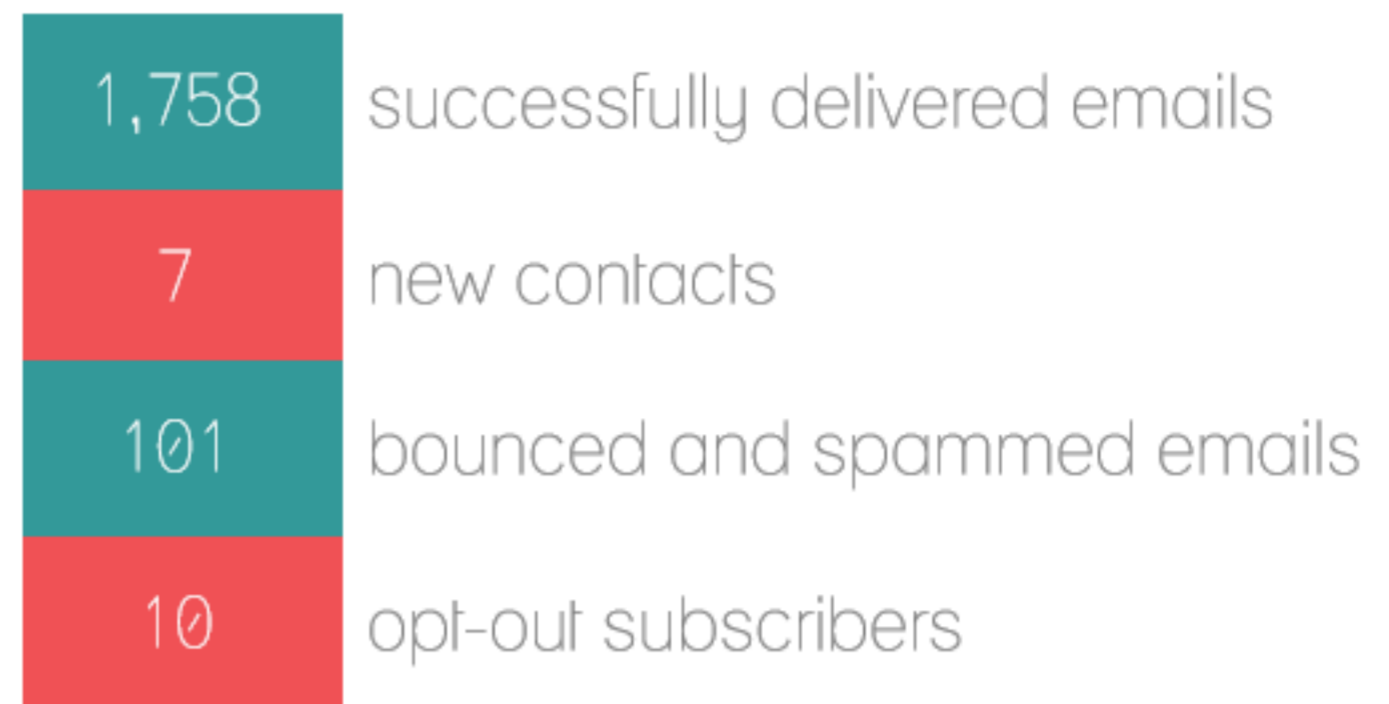 1,758 successfully delivered emails
7 new contacts
101 bounced and spammed emails
10 opt-out subscribers